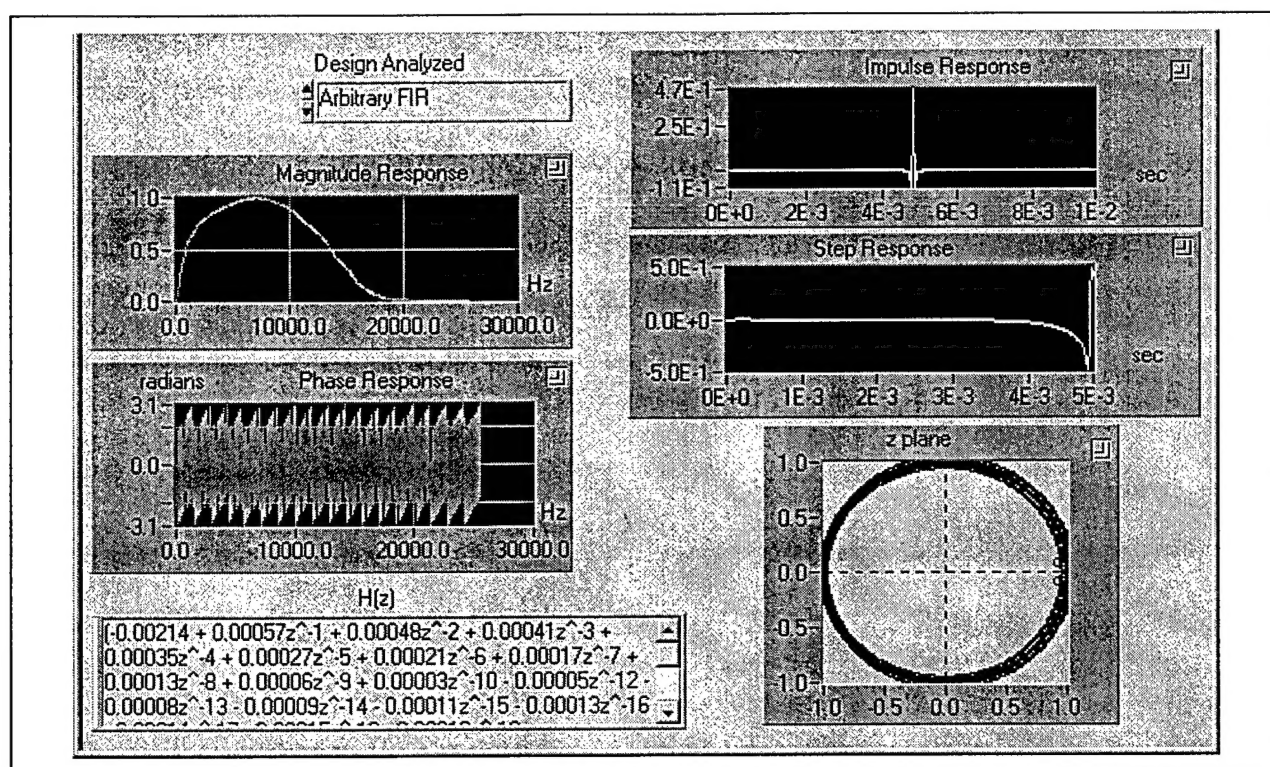 Design Analyzed
Arbitrary FIR
Magnitude Response
1.0
0.5
0.0
0.0 10000.0 20000.0 30000.0
Hz
radians Phase Response
3.1
0.0
3.1
0.0 10000.0 20000.0 30000.0
Hz
H(z)
(-0.00214 + 0.00057z^-1 + 0.00048z^-2 + 0.00041z^-3 +
0.00035z^-4 + 0.00027z^-5 + 0.00021z^-6 + 0.00017z^-7 +
0.00013z^-8 + 0.00006z^-9 + 0.00003z^-10 - 0.00005z^-12 -
0.00008z^-13 - 0.00009z^-14 - 0.00011z^-15 - 0.00013z^-16
Impulse Response
4.7E-1
2.5E-1
-1.1E-1
0E+0 2E-3 4E-3 6E-3 8E-3 1E-2
sec
Step Response
5.0E-1
0.0E+0
-5.0E-1
0E+0 1E-3 2E-3 3E-3 4E-3 5E-3
sec
z plane
1.0
0.5
0.0
-0.5
-1.0
-1.0 -0.5 0.0 0.5 1.0